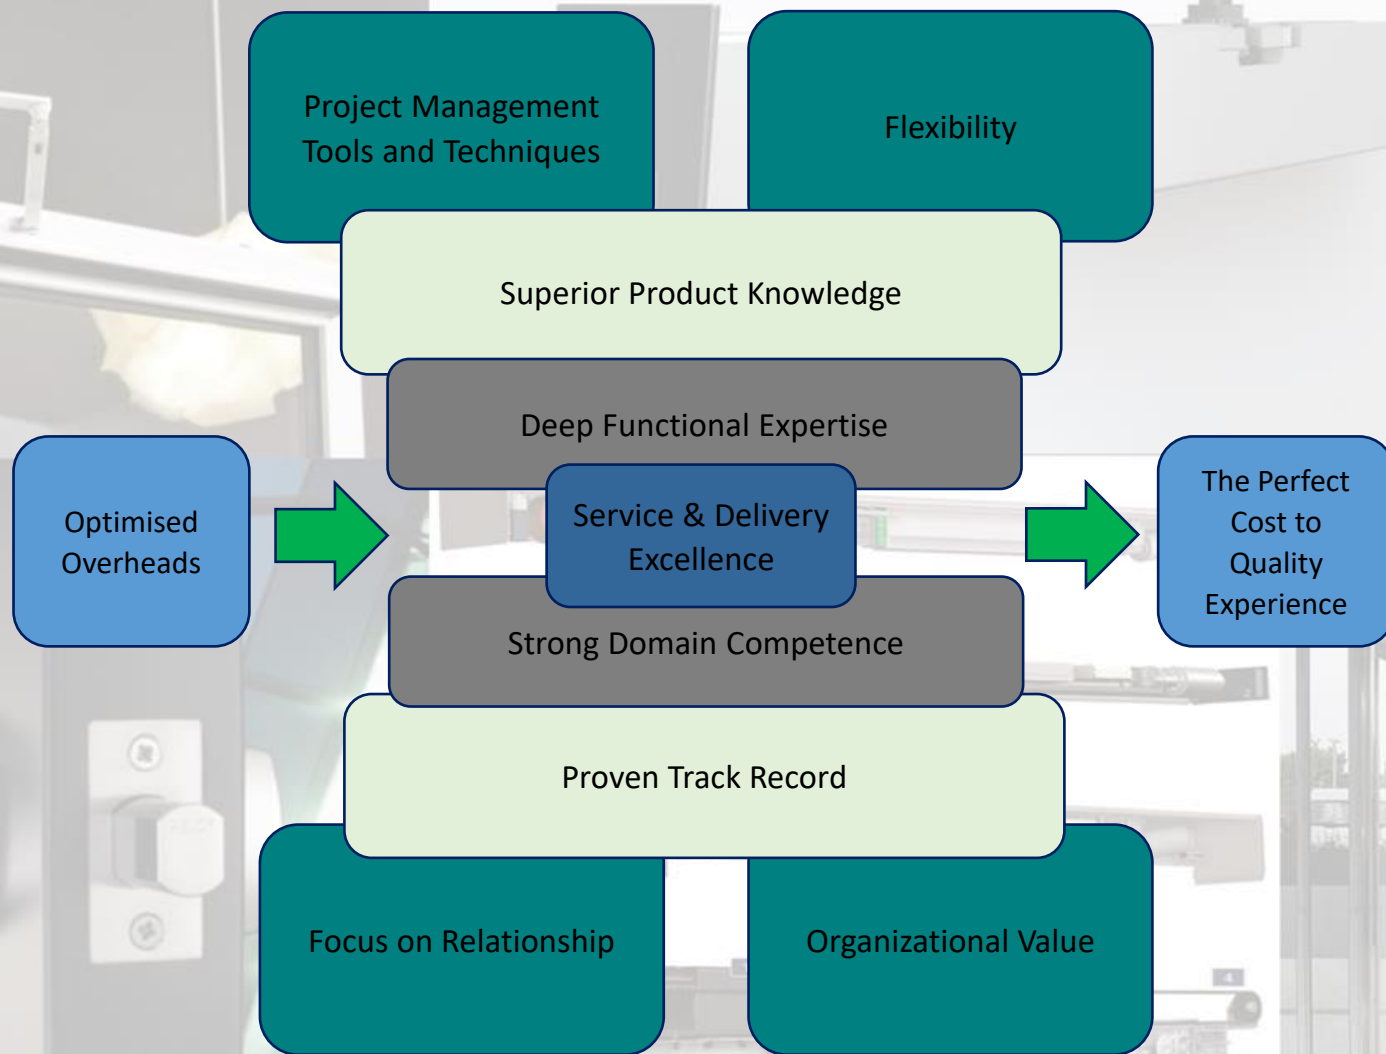 Project Management
Tools and Techniques
Flexibility
Superior Product Knowledge
Deep Functional Expertise
Optimised
Overheads
Service & Delivery
Excellence
The Perfect
Cost to
Quality
Experience
Strong Domain Competence
Proven Track Record
Focus on Relationship
Organizational Value
4